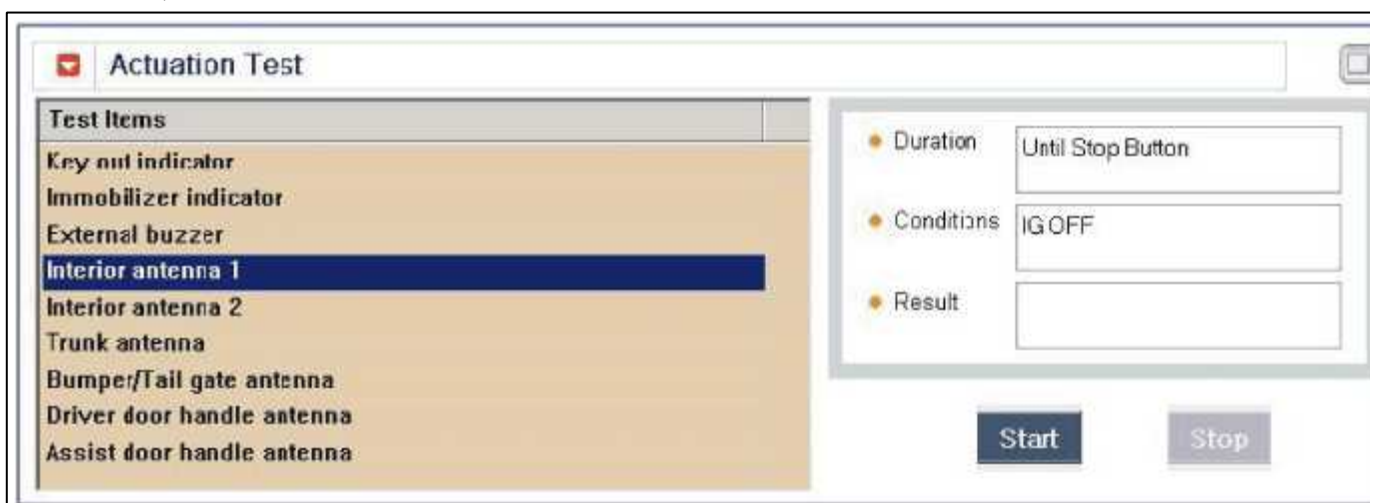 Actuation Test
Test Items
Key out indicator
Immobilizer indicator
External buzzer
Interior antenna 1
Interior antenna 2
Trunk antenna
Bumper/Tail gate antenna
Driver door handle antenna
Assist door handle antenna
Duration
Until Stop Button
Conditions
IG OFF
Result
Start
Stop